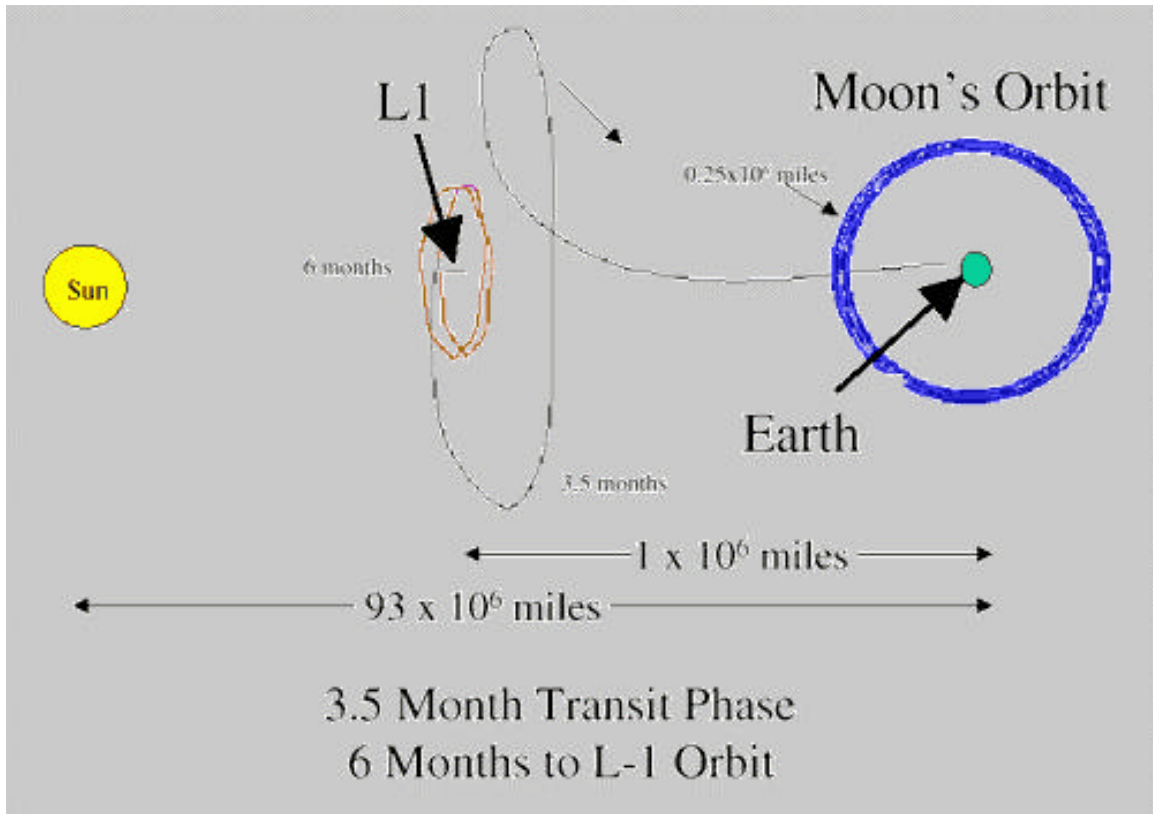 L1
Moon's Orbit
0.25x10⁶ miles
6 months
Sun
Earth
3.5 months
1 x 10⁶ miles
93 x 10⁶ miles
3.5 Month Transit Phase
6 Months to L-1 Orbit